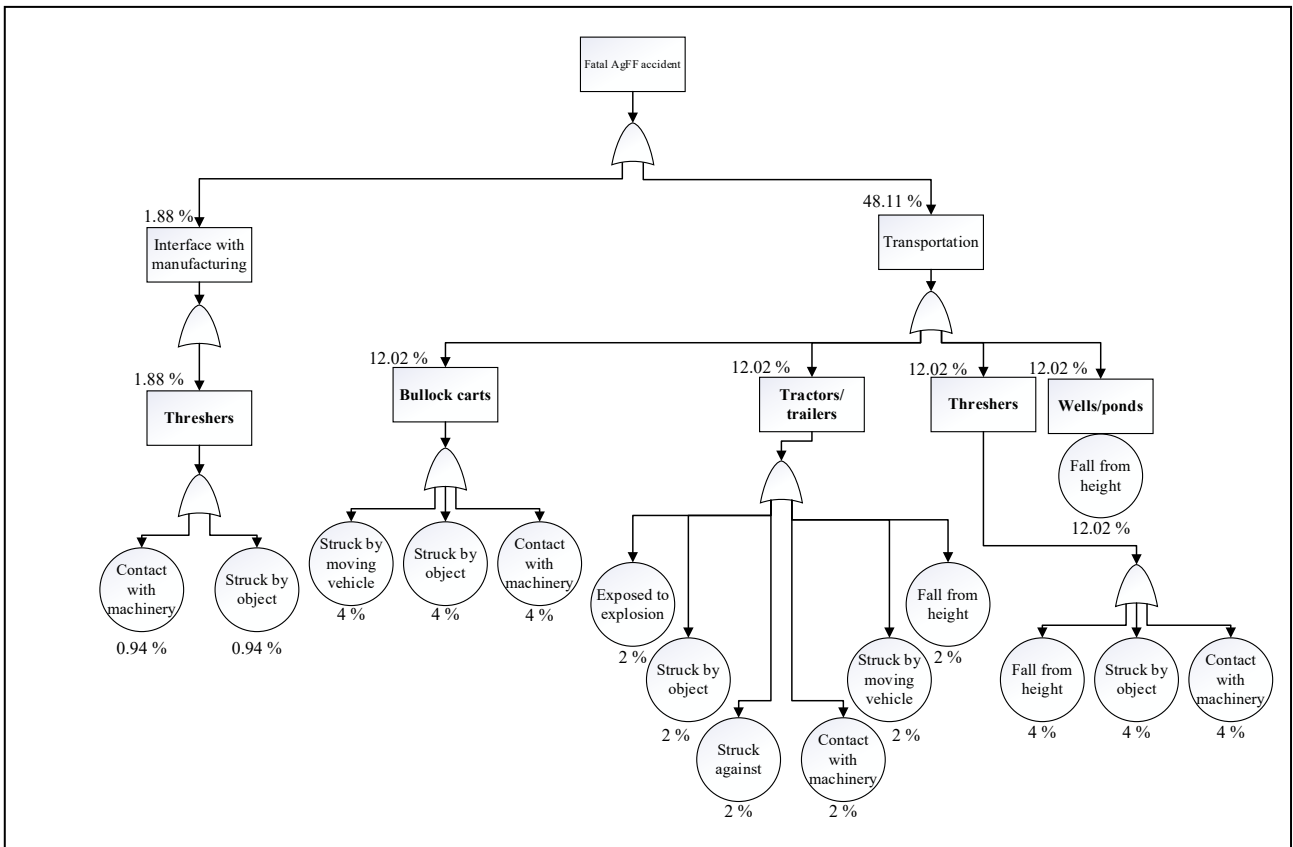 Fatal AgFF accident
48.11 %
1.88 %
Transportation
Interface with
manufacturing
12.02 %
12.02 %
12.02 %
12.02 %
1.88 %
Bullock carts
Tractors/
trailers
Threshers
Wells/ponds
Threshers
Fall from
height
12.02 %
Struck by
moving
vehicle
4 %
Struck by
object
4 %
Contact
with
machinery
4 %
Contact
with
machinery
0.94 %
Struck by
object
0.94 %
Exposed to
explosion
2 %
Fall from
height
2 %
Struck by
object
2 %
Struck by
moving
vehicle
2 %
Struck
against
2 %
Contact
with
machinery
2 %
Fall from
height
4 %
Struck by
object
4 %
Contact
with
machinery
4 %